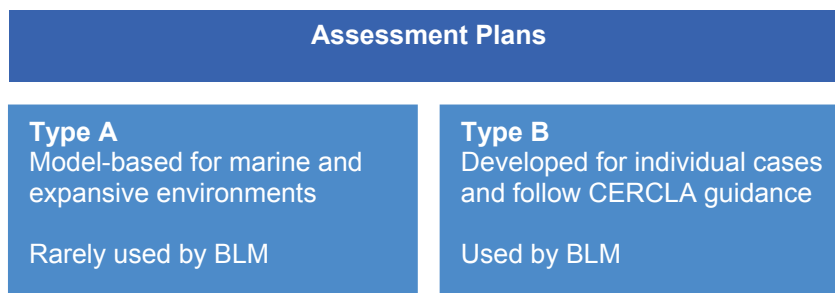 Assessment Plans
Type A
Model-based for marine and
expansive environments
Rarely used by BLM
Type B
Developed for individual cases
and follow CERCLA guidance
Used by BLM